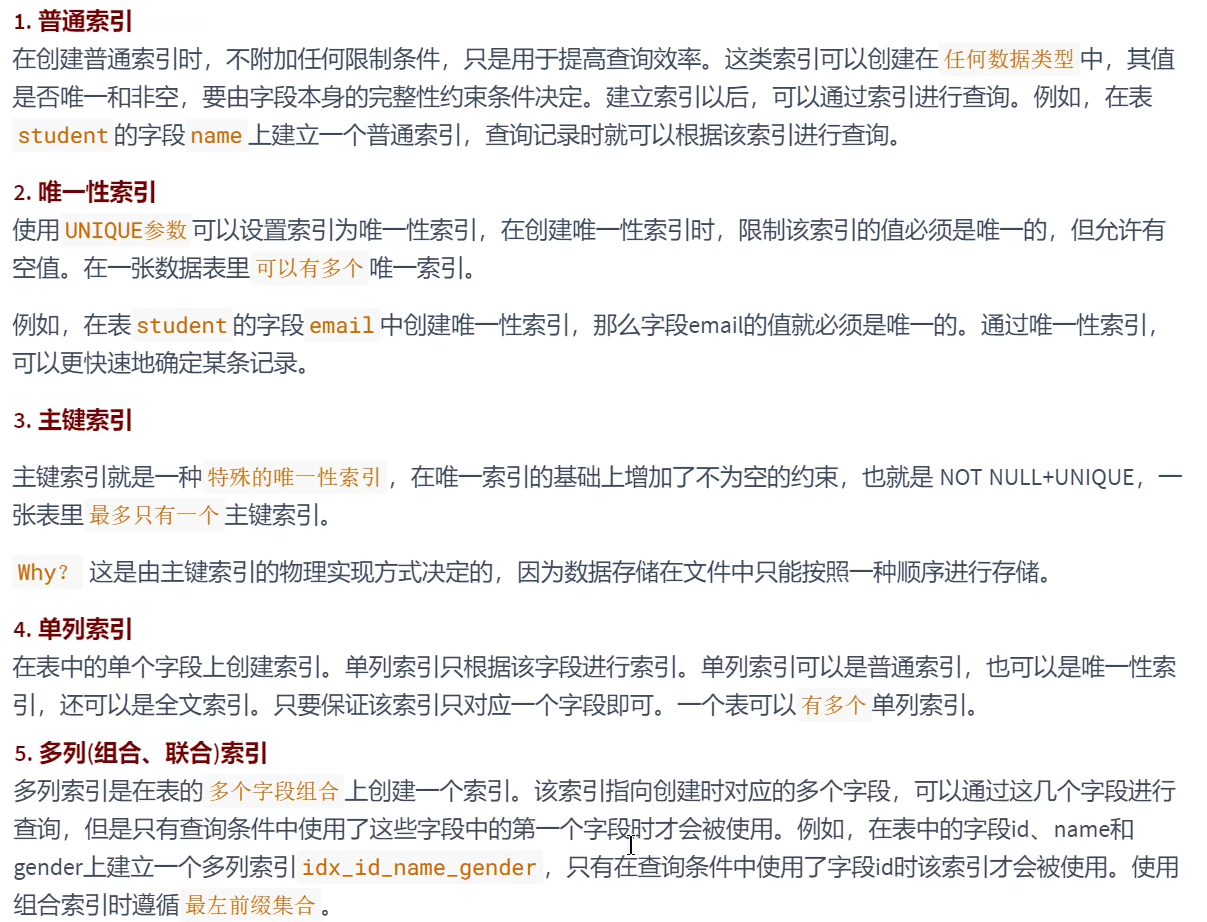 1. 普通索引
在创建普通索引时，不附加任何限制条件，只是用于提高查询效率。这类索引可以创建在 任何数据类型 中，其值
是否唯一和非空，要由字段本身的完整性约束条件决定。建立索引以后，可以通过索引进行查询。例如，在表
student 的字段 name 上建立一个普通索引，查询记录时就可以根据该索引进行查询。
2. 唯一性索引
使用 UNIQUE参数 可以设置索引为唯一性索引，在创建唯一性索引时，限制该索引的值必须是唯一的，但允许有
空值。在一张数据表里 可以有多个 唯一索引。
例如，在表 student 的字段 email 中创建唯一性索引，那么字段email的值就必须是唯一的。通过唯一性索引，
可以更快速地确定某条记录。
3. 主键索引
主键索引就是一种 特殊的唯一性索引 ，在唯一索引的基础上增加了不为空的约束，也就是 NOT NULL+UNIQUE，一
张表里 最多只有一个 主键索引。
Why？ 这是由主键索引的物理实现方式决定的，因为数据存储在文件中只能按照一种顺序进行存储。
4. 单列索引
在表中的单个字段上创建索引。单列索引只根据该字段进行索引。单列索引可以是普通索引，也可以是唯一性索
引，还可以是全文索引。只要保证该索引只对应一个字段即可。一个表可以 有多个 单列索引。
5. 多列(组合、联合)索引
多列索引是在表的 多个字段组合 上创建一个索引。该索引指向创建时对应的多个字段，可以通过这几个字段进行
查询，但是只有查询条件中使用了这些字段中的第一个字段时才会被使用。例如，在表中的字段id、name和
gender上建立一个多列索引 idx_id_name_gender ，只有在查询条件中使用了字段id时该索引才会被使用。使用
组合索引时遵循 最左前缀集合 。